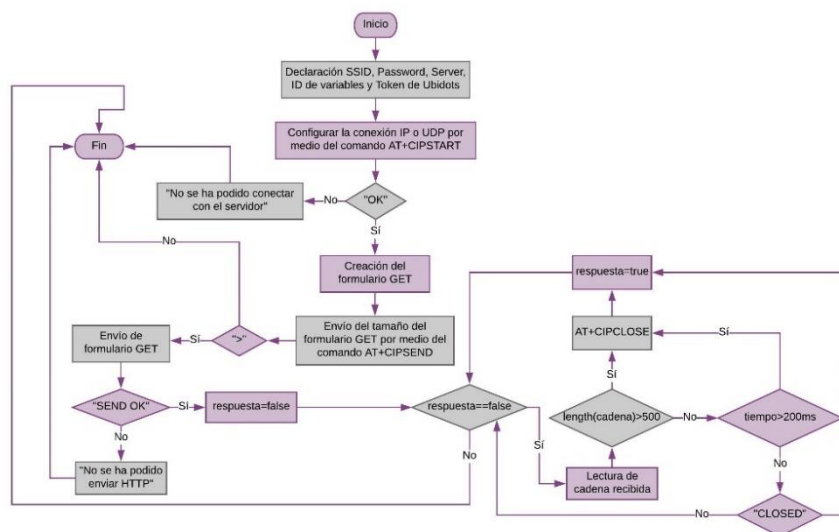 Inicio
Declaración SSID, Password, Server,
ID de variables y Token de Ubidots
Configurar la conexión IP o UDP por
medio del comando AT+CIPSTART
Fin
"No se ha podido conectar
con el servidor"
No
"OK"
Sí
No
Creación del
formulario GET
respuesta=true
Envío de
formulario GET
Sí
">"
Envío del tamaño del
formulario GET por medio del
comando AT+CIPSEND
AT+CIPCLOSE
Sí
Sí
"SEND OK"
Sí
respuesta=false
respuesta==false
length(cadena)>500
No
tiempo>200ms
No
Sí
No
No
"No se ha podido
enviar HTTP"
Lectura de
cadena recibida
No
"CLOSED"